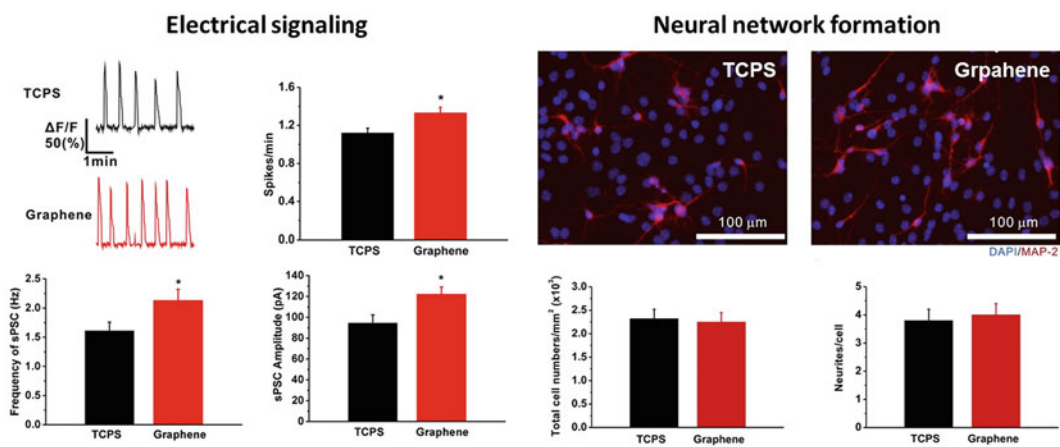 Electrical signaling
Neural network formation
TCPS
ΔF/F
50(%)
1min
Graphene
Spikes/min
1.6
1.2
0.8
0.4
0.0
*
TCPS
Graphene
TCPS
100 µm
Grpahene
100 µm
DAPI/MAP-2
Frequency of sPSC (Hz)
2.5
2.0
1.5
1.0
0.5
0.0
*
TCPS
Graphene
sPSC Amplitude (pA)
140
120
100
80
60
40
20
0
*
TCPS
Graphene
Total cell numbers/mm² (x10³)
3.0
2.5
2.0
1.5
1.0
0.5
0.0
TCPS
Graphene
Neurites/cell
5
4
3
2
1
0
TCPS
Graphene